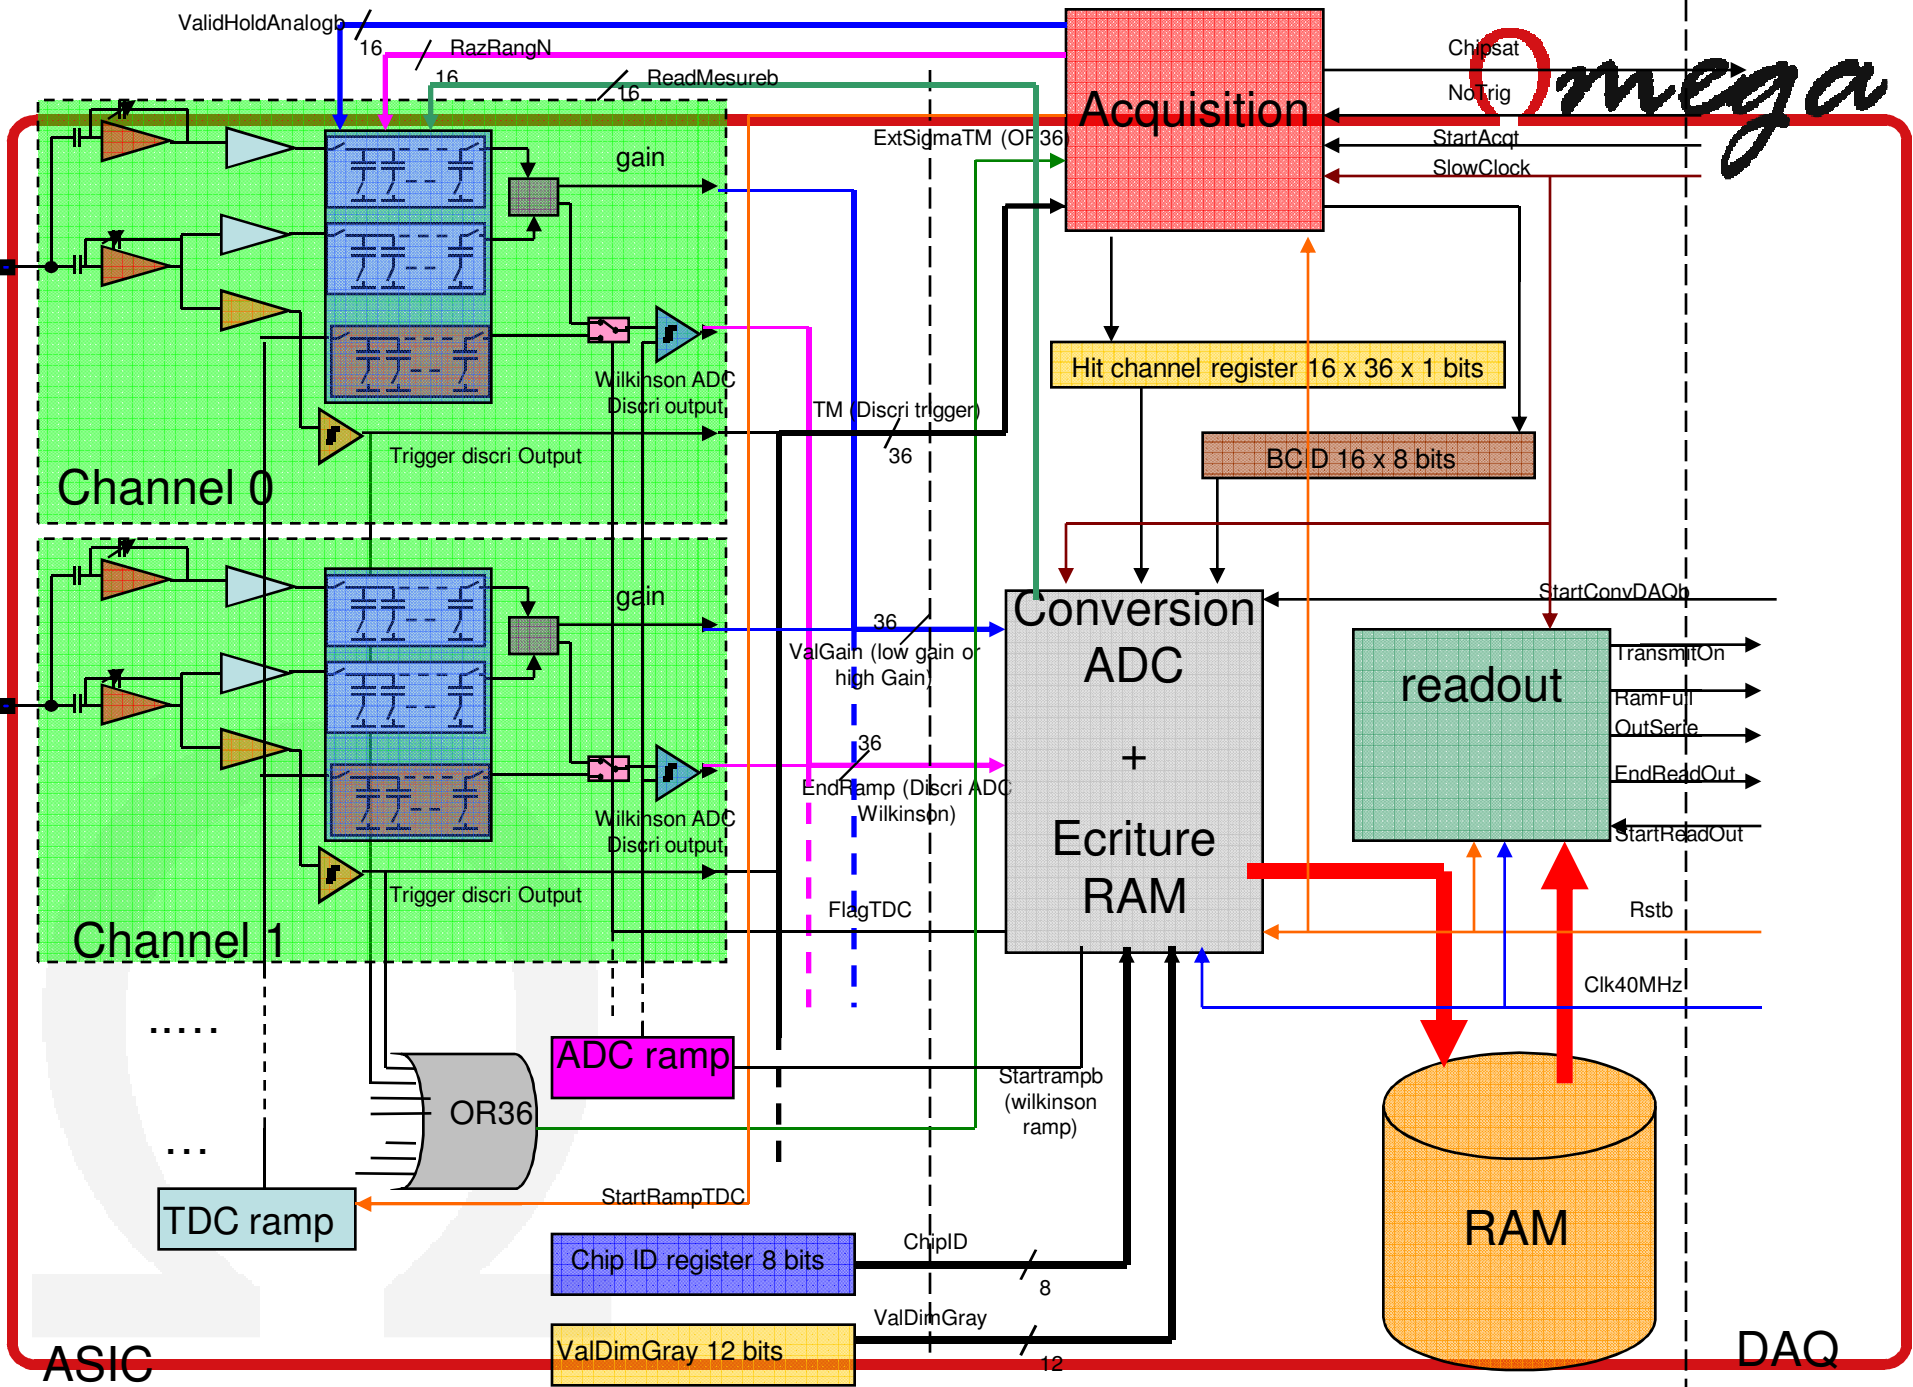 ValidHoldAnalogb
16
RazRangN
16
ReadMesureb
16
Acquisition
Chipsat
NoTrig
StartAcqt
SlowClock
Omega
ExtSigmaTM (OR36)
gain
Wilkinson ADC
Discri output
Trigger discri Output
Channel 0
TM (Discri trigger)
36
Hit channel register 16 x 36 x 1 bits
BCID 16 x 8 bits
gain
Wilkinson ADC
Discri output
Trigger discri Output
Channel 1
36
ValGain (low gain or
high Gain)
36
EndRamp (Discri ADC
Wilkinson)
FlagTDC
Conversion
ADC
+
Ecriture
RAM
StartConvDAQb
readout
TransmitOn
RamFull
OutSerie
EndReadOut
StartReadOut
Rstb
Clk40MHz
.....
...
OR36
ADC ramp
Startrampb
(wilkinson
ramp)
TDC ramp
StartRampTDC
RAM
Chip ID register 8 bits
ChipID
8
ValDimGray 12 bits
ValDimGray
12
ASIC
DAQ